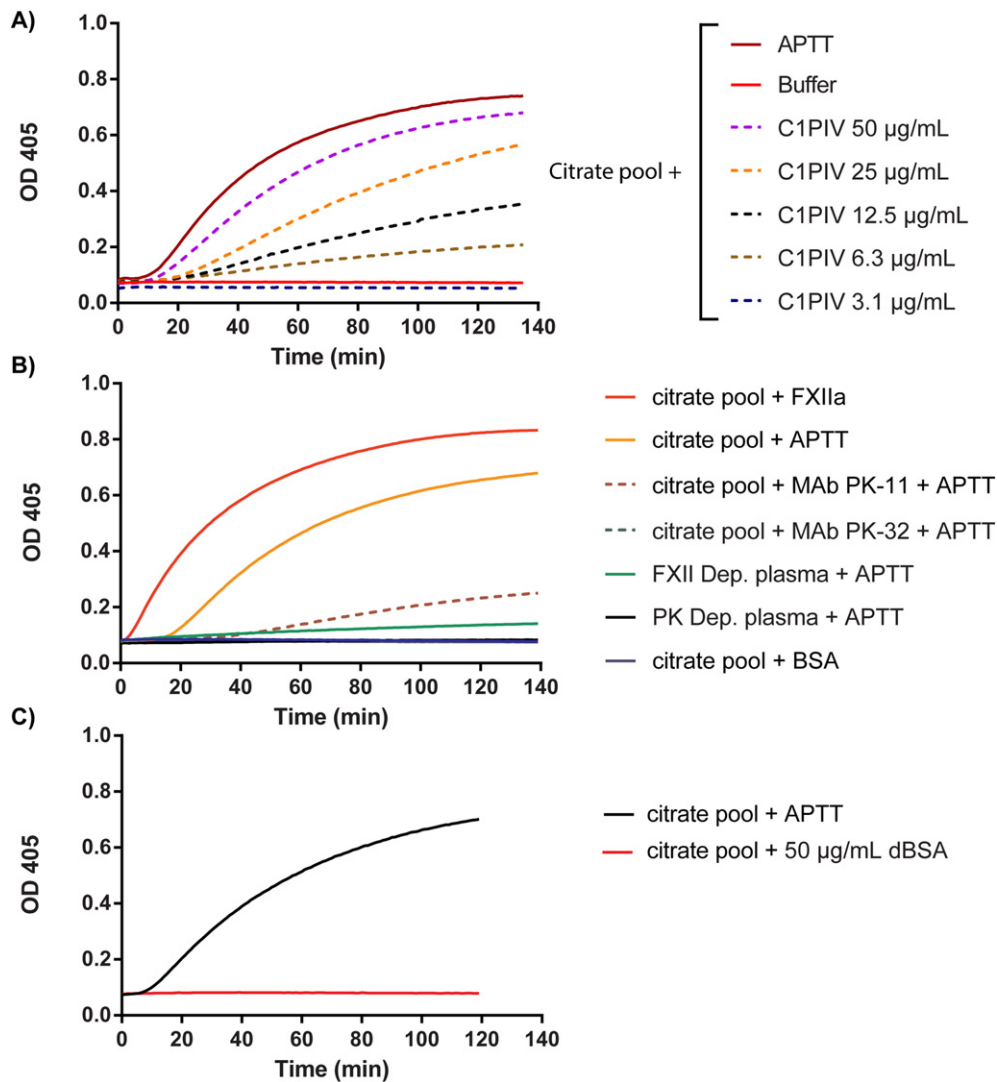 A)
1.0
0.8
0.6
0.4
0.2
0.0
OD 405
0 20 40 60 80 100 120 140
Time (min)
Citrate pool +
APTT
Buffer
C1PIV 50 µg/mL
C1PIV 25 µg/mL
C1PIV 12.5 µg/mL
C1PIV 6.3 µg/mL
C1PIV 3.1 µg/mL
B)
1.0
0.8
0.6
0.4
0.2
0.0
OD 405
0 20 40 60 80 100 120 140
Time (min)
citrate pool + FXIIa
citrate pool + APTT
citrate pool + MAb PK-11 + APTT
citrate pool + MAb PK-32 + APTT
FXII Dep. plasma + APTT
PK Dep. plasma + APTT
citrate pool + BSA
C)
1.0
0.8
0.6
0.4
0.2
0.0
OD 405
0 20 40 60 80 100 120 140
Time (min)
citrate pool + APTT
citrate pool + 50 µg/mL dBSA